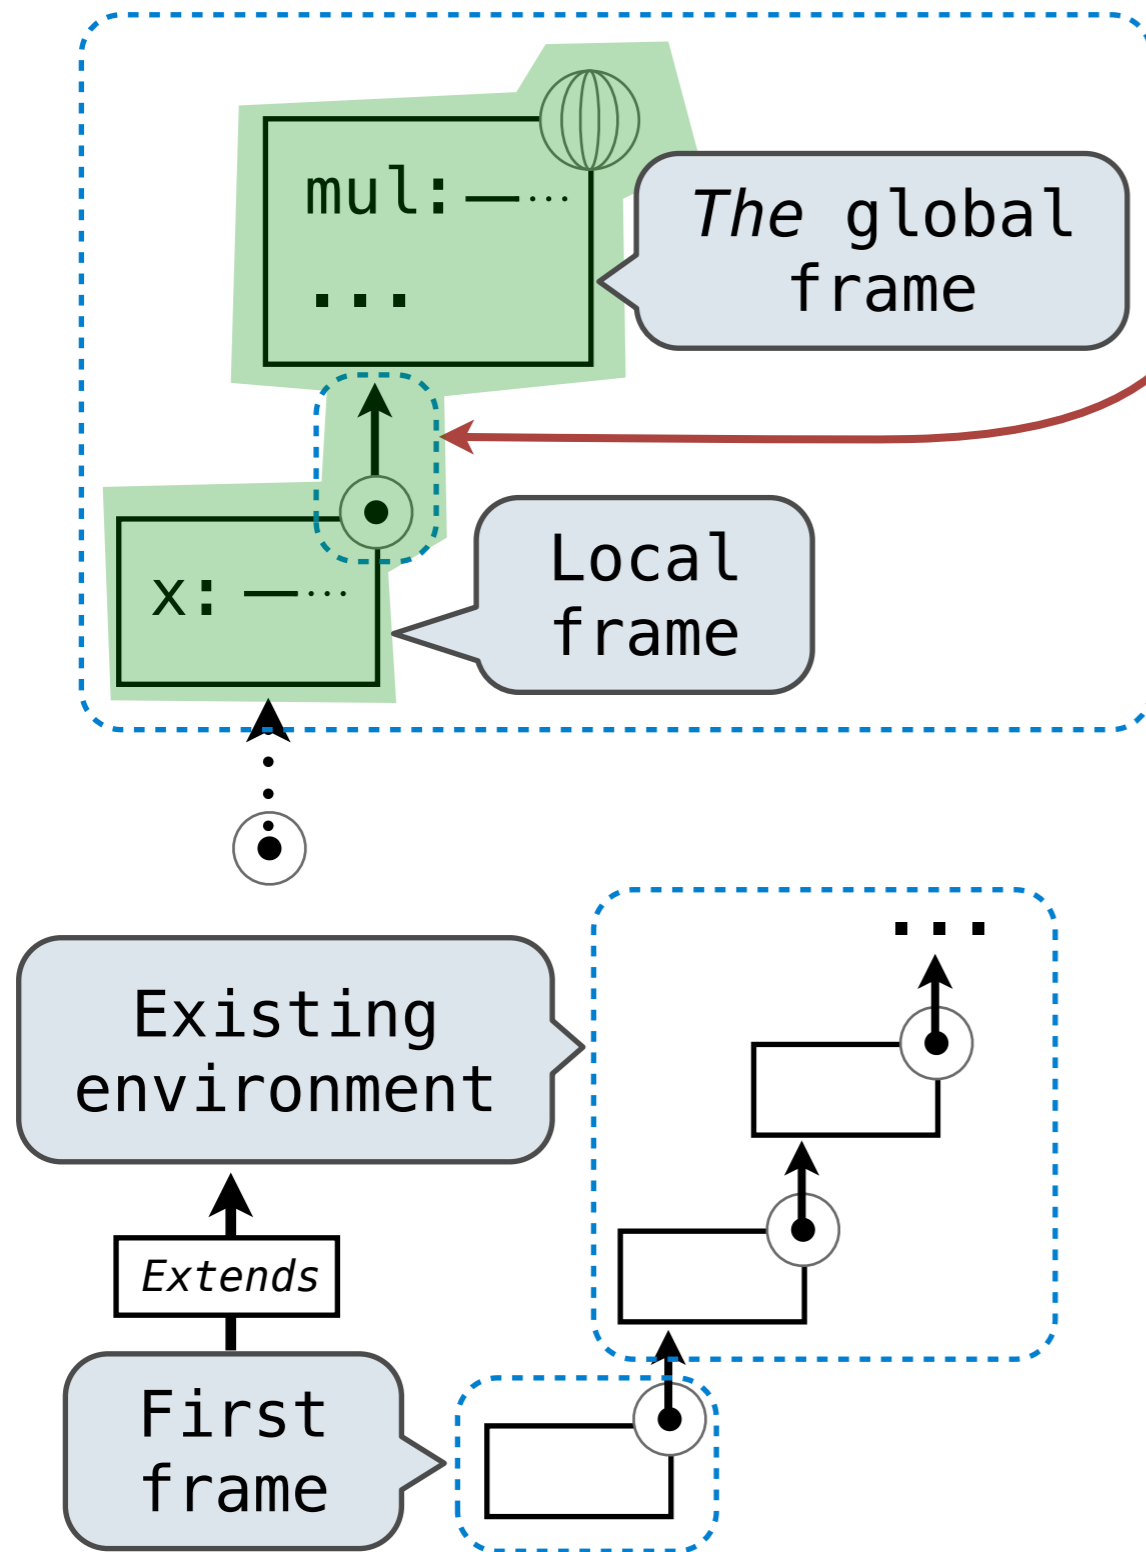 mul: —···
...
The global
frame
x: —···
Local
frame
...
Existing
environment
Extends
First
frame